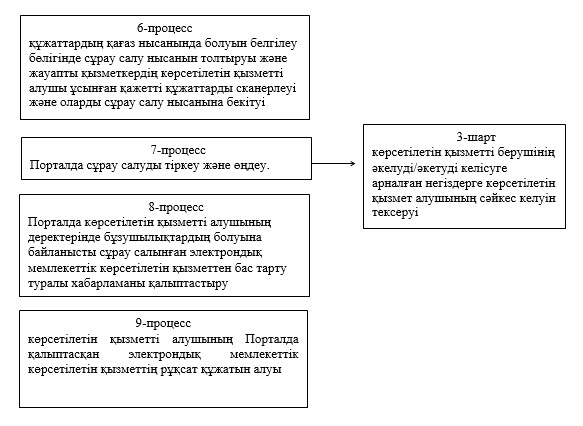 6-процесс
құжаттардың қағаз нысанында болуын белгілеу
бөлігінде сұрау салу нысанын толтыруы және
жауапты қызметкердің көрсетілетін қызметті
алушы ұсынған қажетті құжаттарды сканерлеуі
және оларды сұрау салу нысанына бекітуі
7-процесс
Порталда сұрау салуды тіркеу және өңдеу.
3-шарт
көрсетілетін қызметті берушінің
әкелуді/әкетуді келісуге
арналған негіздерге көрсетілетін
қызмет алушының сәйкес келуін
тексеруі
8-процесс
Порталда көрсетілетін қызметті алушының
деректерінде бұзушылықтардың болуына
байланысты сұрау салынған электрондық
мемлекеттік көрсетілетін қызметтен бас тарту
туралы хабарламаны қалыптастыру
9-процесс
көрсетілетін қызметті алушының Порталда
қалыптасқан электрондық мемлекеттік
көрсетілетін қызметтің рұқсат құжатын алуы